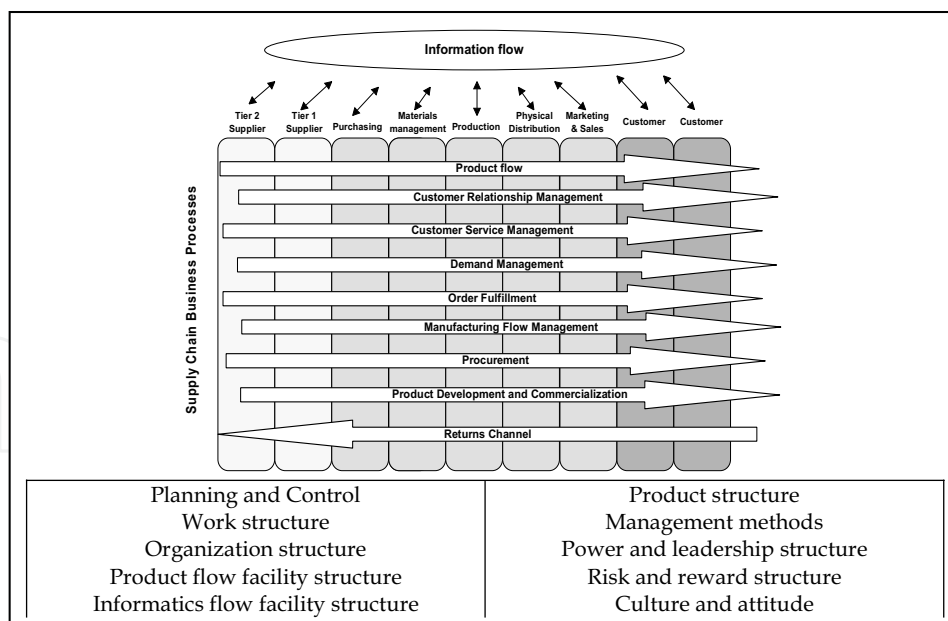 Information flow
Tier 2
Supplier
Tier 1
Supplier
Purchasing
Materials
management
Production
Physical
Distribution
Marketing
& Sales
Customer
Customer
Supply Chain Business Processes
Product flow
Customer Relationship Management
Customer Service Management
Demand Management
Order Fulfillment
Manufacturing Flow Management
Procurement
Product Development and Commercialization
Returns Channel
Planning and Control
Work structure
Organization structure
Product flow facility structure
Informatics flow facility structure
Product structure
Management methods
Power and leadership structure
Risk and reward structure
Culture and attitude